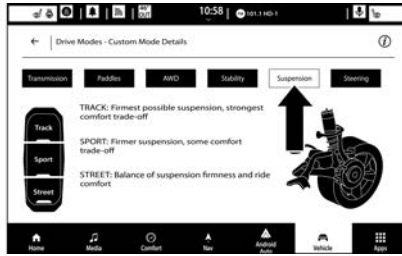 46°
OUT
10:58
101.1 HD-1
Drive Modes - Custom Mode Details
Transmission
Paddles
AWD
Stability
Suspension
Steering
Track
Sport
Street
TRACK: Firmest possible suspension, strongest
comfort trade-off
SPORT: Firmer suspension, some comfort
trade-off
STREET: Balance of suspension firmness and ride
comfort
Home
Media
Comfort
Nav
Android
Auto
Vehicle
Apps